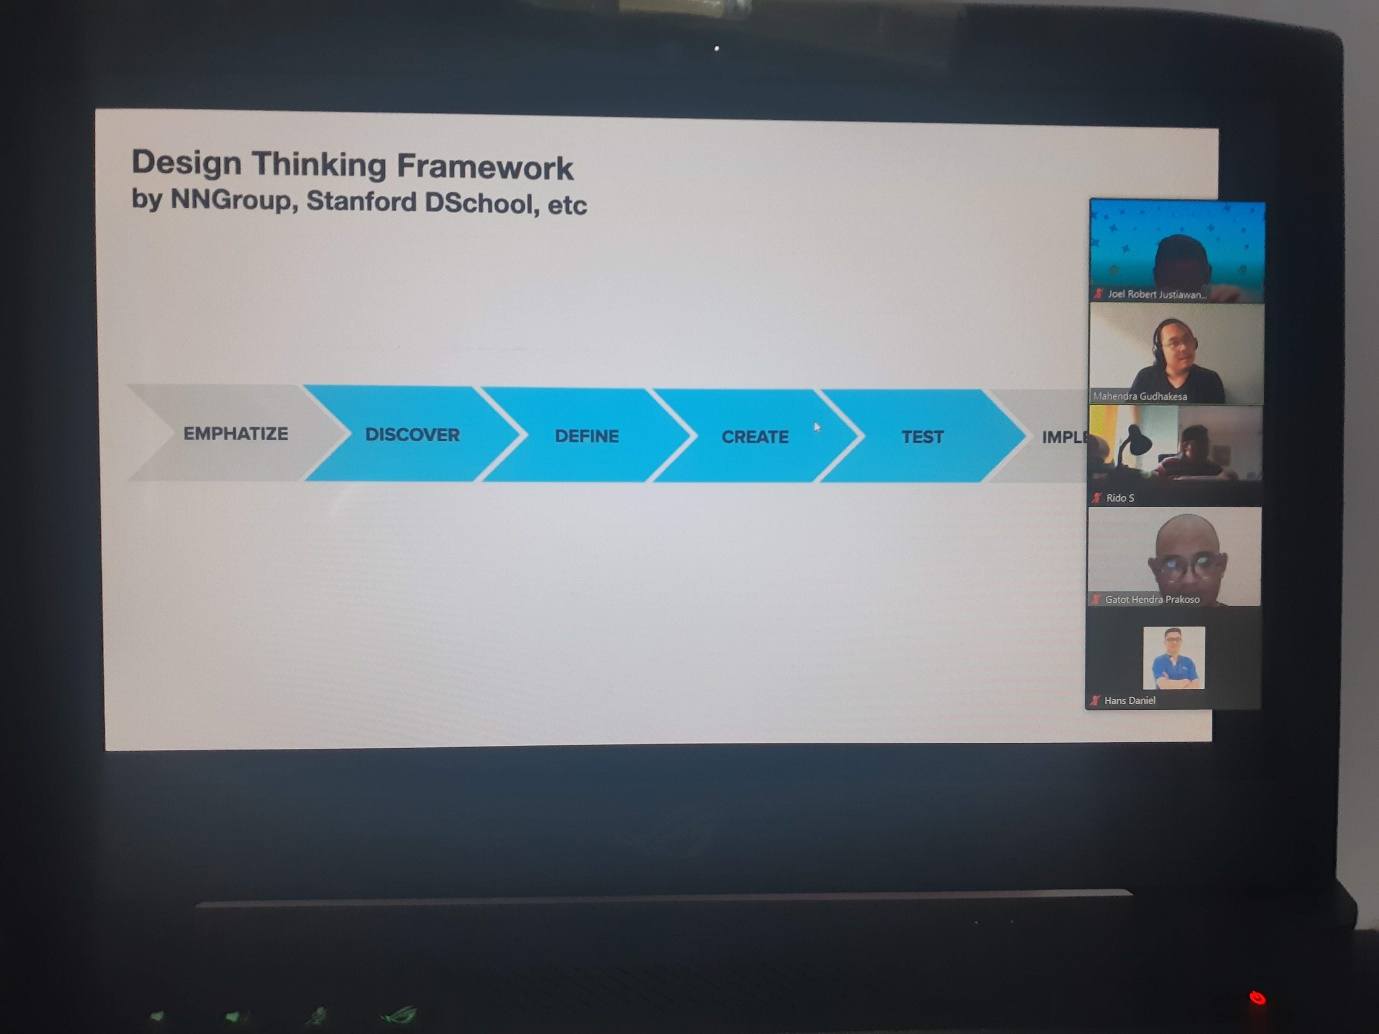 Design Thinking Framework
by NNGroup, Stanford DSchool, etc
EMPHATIZE
DISCOVER
DEFINE
CREATE
TEST
IMPLE
Joel Robert Justiawan...
Mahendra Gudhakesa
Rido S
Gatot Hendra Prakoso
Hans Daniel